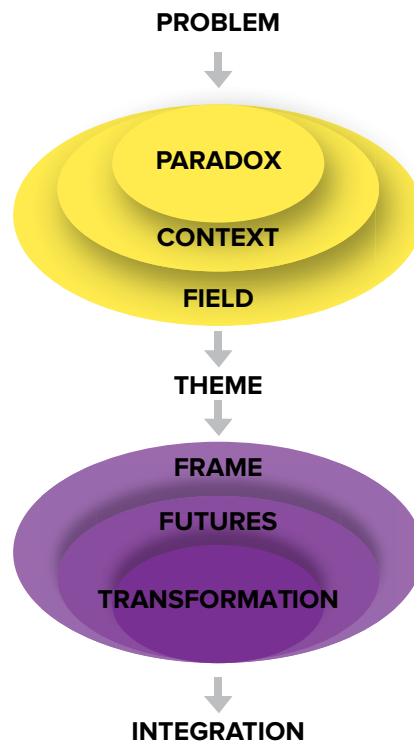 PROBLEM
PARADOX
CONTEXT
FIELD
THEME
FRAME
FUTURES
TRANSFORMATION
INTEGRATION